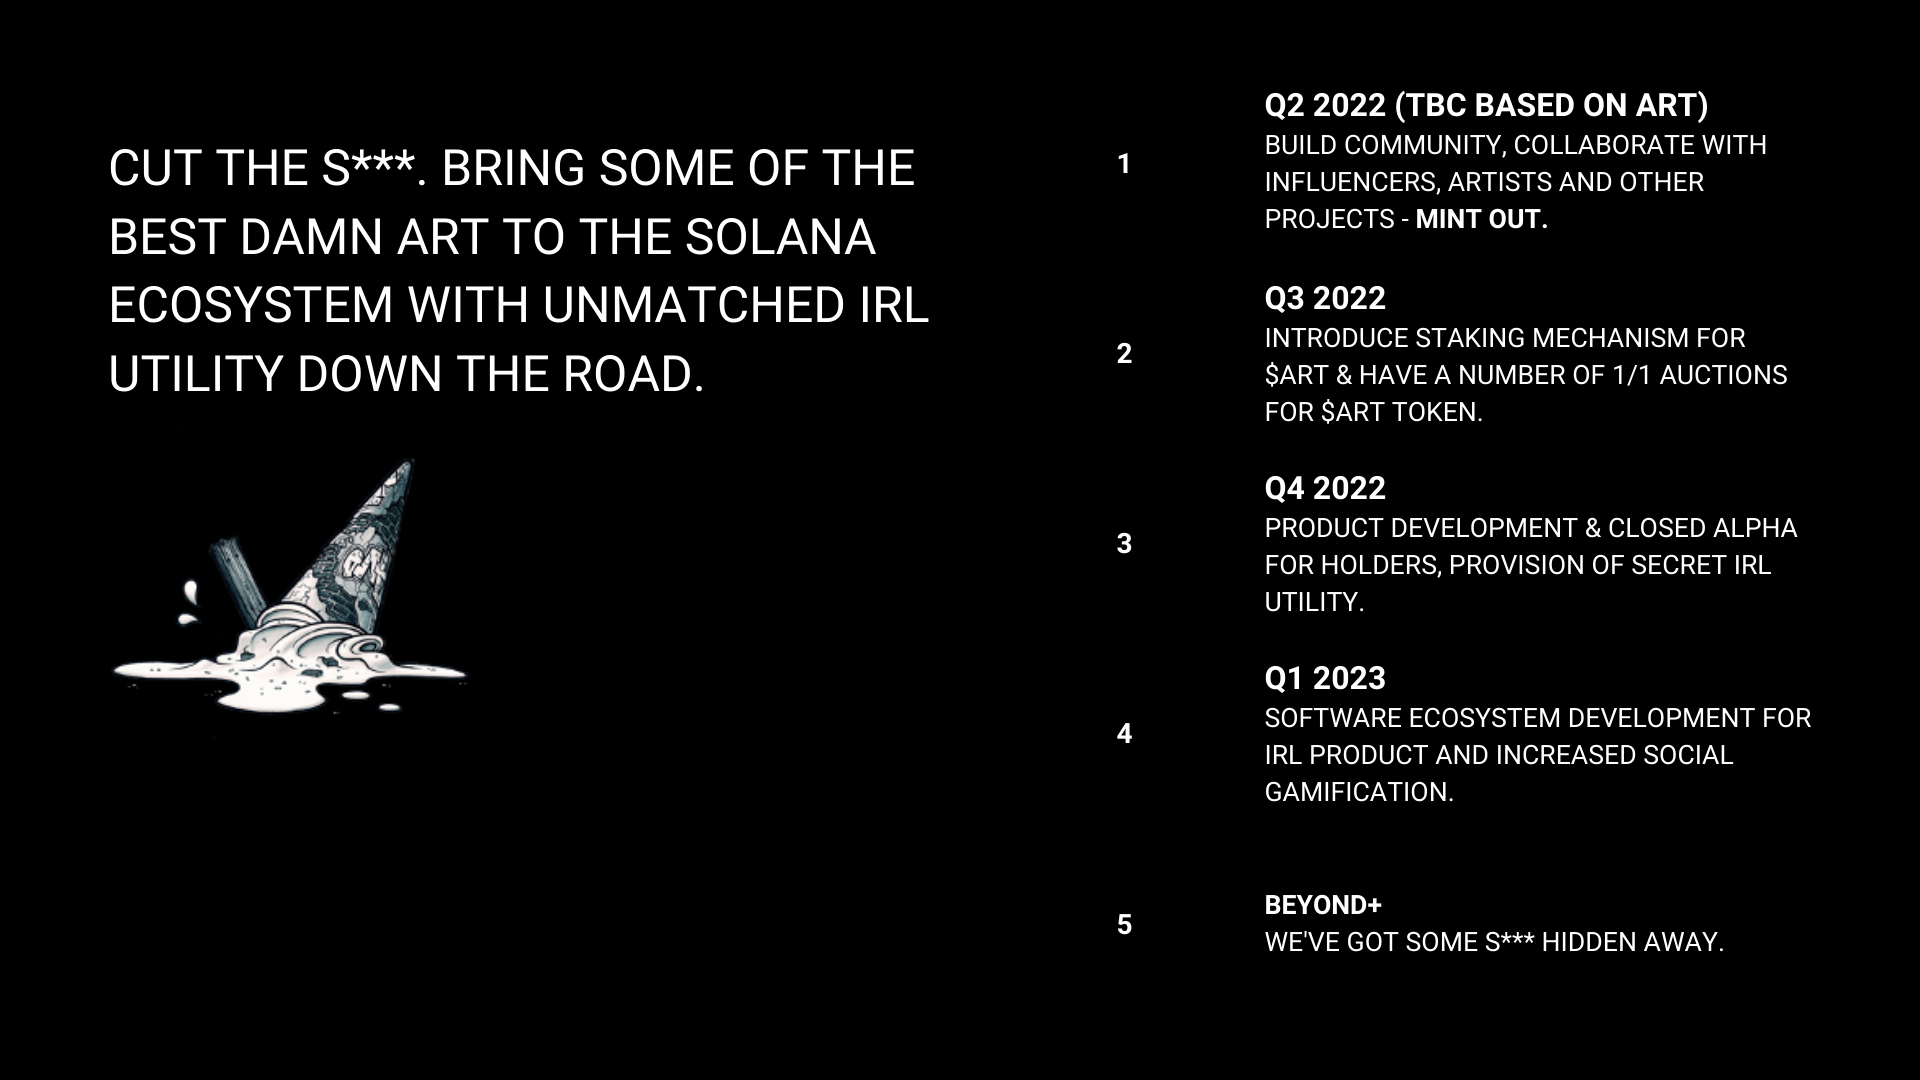 CUT THE S***. BRING SOME OF THE
BEST DAMN ART TO THE SOLANA
ECOSYSTEM WITH UNMATCHED IRL
UTILITY DOWN THE ROAD.
1
Q2 2022 (TBC BASED ON ART)
BUILD COMMUNITY, COLLABORATE WITH
INFLUENCERS, ARTISTS AND OTHER
PROJECTS - MINT OUT.
2
Q3 2022
INTRODUCE STAKING MECHANISM FOR
$ART & HAVE A NUMBER OF 1/1 AUCTIONS
FOR $ART TOKEN.
3
Q4 2022
PRODUCT DEVELOPMENT & CLOSED ALPHA
FOR HOLDERS, PROVISION OF SECRET IRL
UTILITY.
4
Q1 2023
SOFTWARE ECOSYSTEM DEVELOPMENT FOR
IRL PRODUCT AND INCREASED SOCIAL
GAMIFICATION.
5
BEYOND+
WE'VE GOT SOME S*** HIDDEN AWAY.